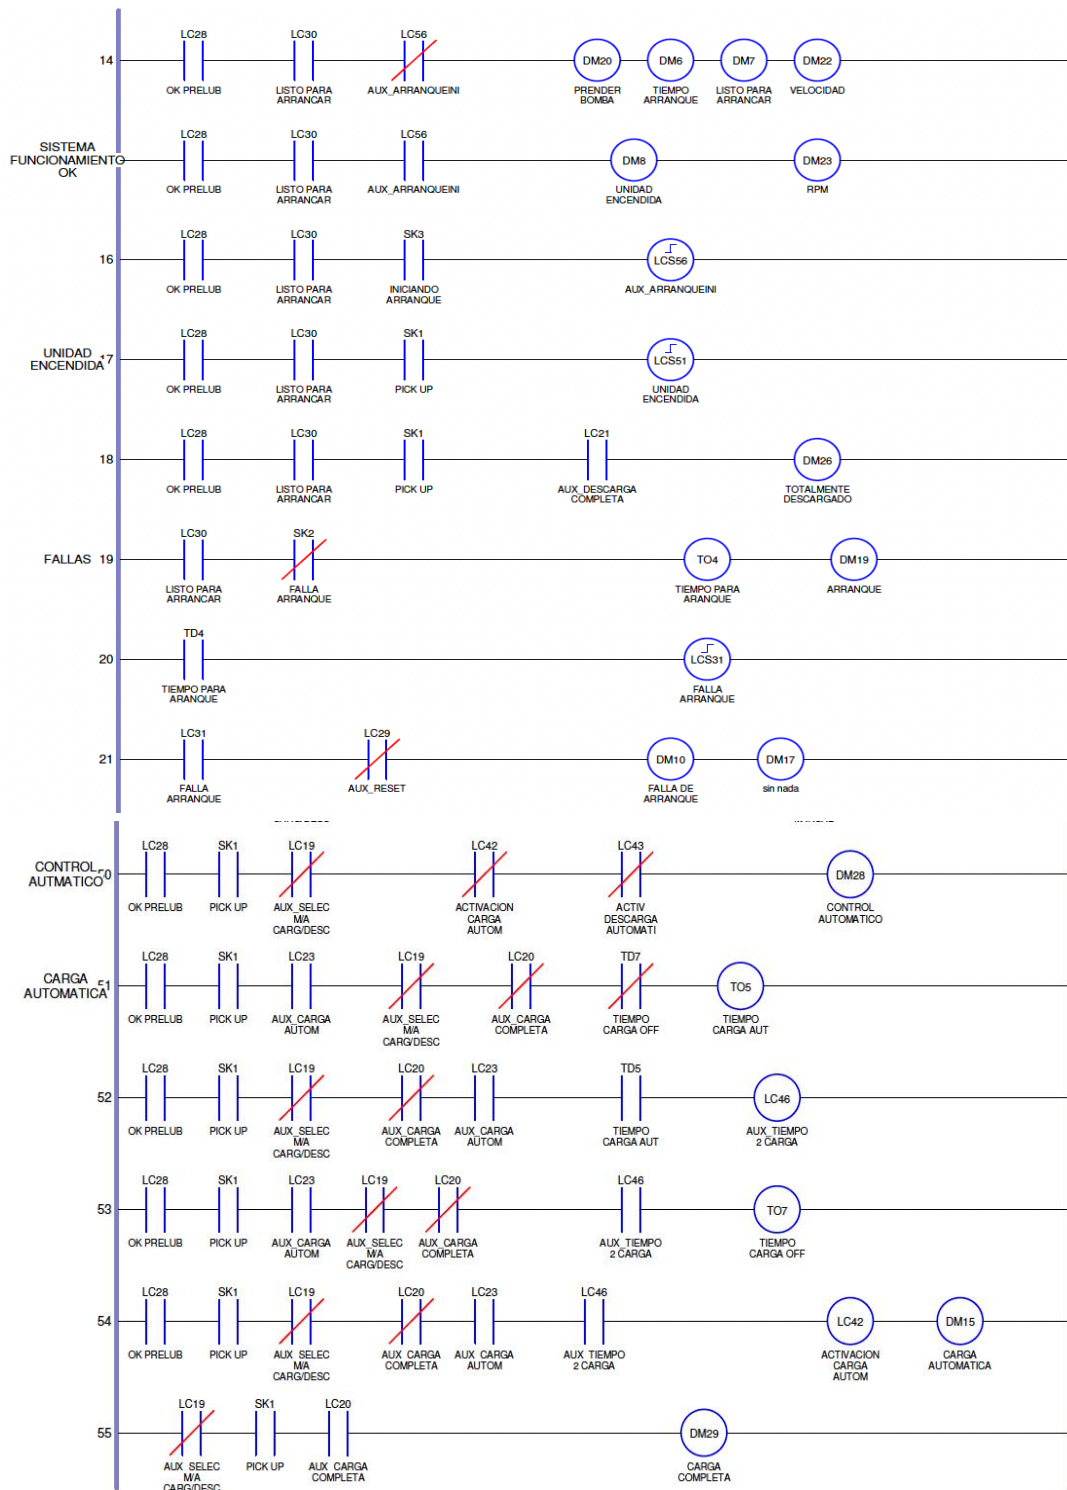 LC28 LC30 LC56
14 DM20 DM6 DM7 DM22
OK PRELUB LISTO PARA ARRANCAR AUX_ARRANQUEINI PRENDER BOMBA TIEMPO ARRANQUE LISTO PARA ARRANCAR VELOCIDAD
LC28 LC30 LC56
SISTEMA FUNCIONAMIENTO OK DM8 DM23
OK PRELUB LISTO PARA ARRANCAR AUX_ARRANQUEINI UNIDAD ENCENDIDA RPM
LC28 LC30 SK3
16 LCS56
OK PRELUB LISTO PARA ARRANCAR INICIANDO ARRANQUE AUX_ARRANQUEINI
LC28 LC30 SK1
UNIDAD ENCENDIDA 17 LCS51
OK PRELUB LISTO PARA ARRANCAR PICK UP UNIDAD ENCENDIDA
LC28 LC30 SK1 LC21
18 DM26
OK PRELUB LISTO PARA ARRANCAR PICK UP AUX_DESCARGA COMPLETA TOTALMENTE DESCARGADO
LC30 SK2
FALLAS 19 TO4 DM19
LISTO PARA ARRANCAR FALLA ARRANQUE TIEMPO PARA ARANQUE ARRANQUE
TD4
20 LCS31
TIEMPO PARA ARANQUE FALLA ARRANQUE
LC31 LC29
21 DM10 DM17
FALLA ARRANQUE AUX_RESET FALLA DE ARRANQUE sin nada
LC28 SK1 LC19 LC42 LC43
CONTROL AUTMATICO 50 DM28
OK PRELUB PICK UP AUX_SELEC M/A CARG/DESC ACTIVACION CARGA AUTOM ACTIV DESCARGA AUTOMATI CONTROL AUTOMATICO
LC28 SK1 LC23 LC19 LC20 TD7
CARGA AUTOMATICA 51 TO5
OK PRELUB PICK UP AUX_CARGA AUTOM AUX_SELEC M/A CARG/DESC AUX_CARGA COMPLETA TIEMPO CARGA OFF TIEMPO CARGA AUT
LC28 SK1 LC19 LC20 LC23 TD5
52 LC46
OK PRELUB PICK UP AUX_SELEC M/A CARG/DESC AUX_CARGA COMPLETA AUX_CARGA AUTOM TIEMPO CARGA AUT AUX_TIEMPO 2 CARGA
LC28 SK1 LC23 LC19 LC20 LC46
53 TO7
OK PRELUB PICK UP AUX_CARGA AUTOM AUX_SELEC M/A CARG/DESC AUX_CARGA COMPLETA AUX_TIEMPO 2 CARGA TIEMPO CARGA OFF
LC28 SK1 LC19 LC20 LC23 LC46
54 LC42 DM15
OK PRELUB PICK UP AUX_SELEC M/A CARG/DESC AUX_CARGA COMPLETA AUX_CARGA AUTOM AUX_TIEMPO 2 CARGA ACTIVACION CARGA AUTOM CARGA AUTOMATICA
LC19 SK1 LC20
55 DM29
AUX_SELEC M/A CARG/DESC PICK UP AUX_CARGA COMPLETA CARGA COMPLETA